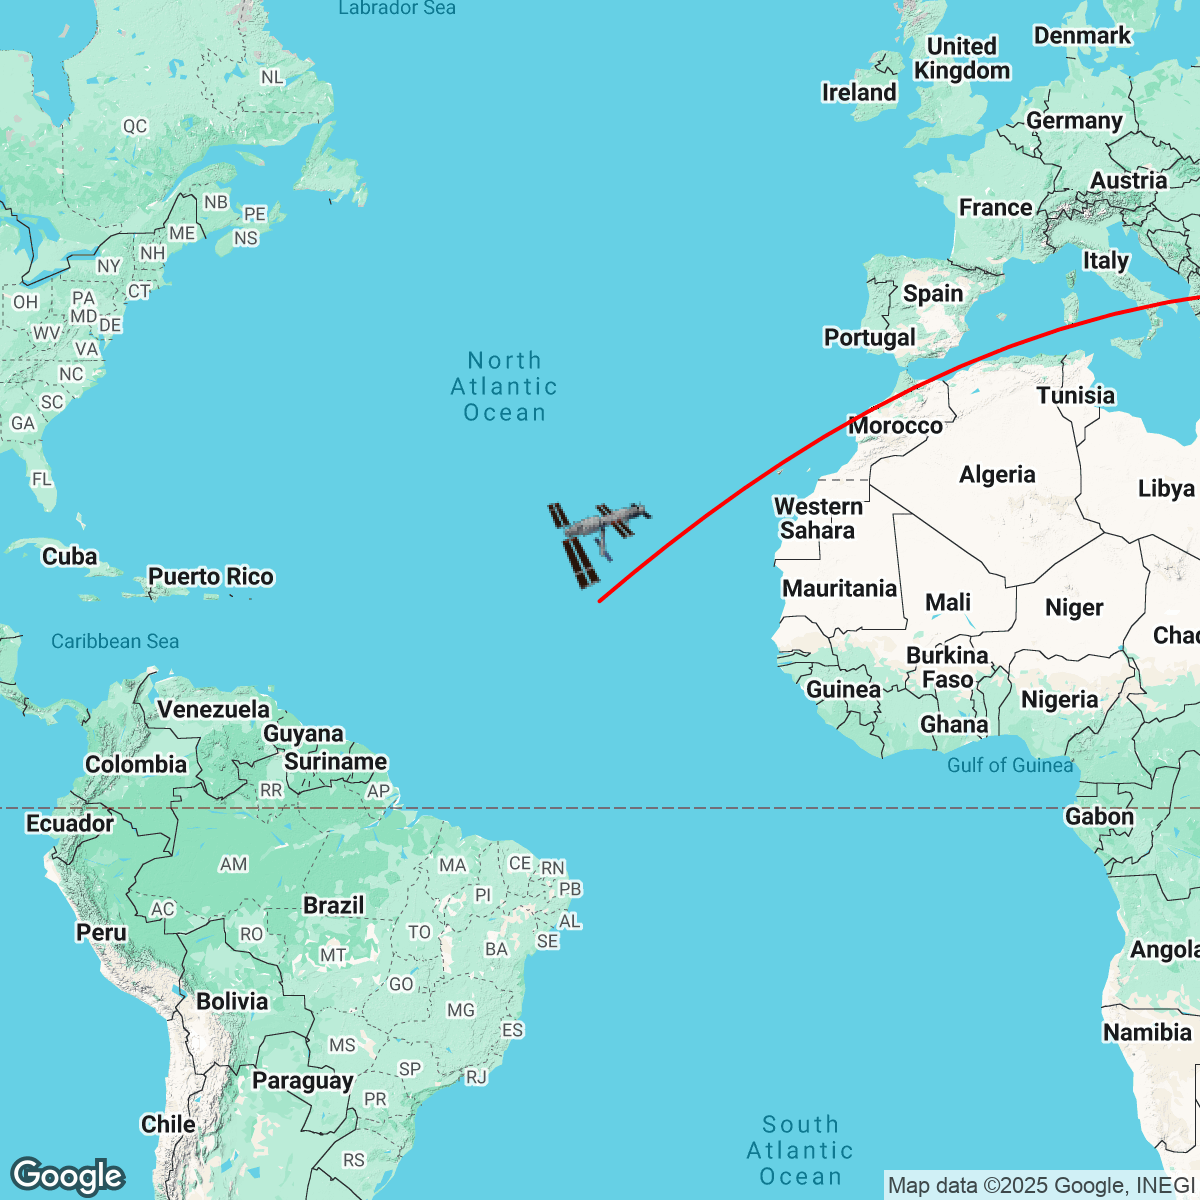 Labrador Sea
Denmark
United
Kingdom
NL
Ireland
Germany
QC
Austria
NB
France
PE
ME
NS
NH
Italy
NY
CT
Spain
OH
PA
MD
DE
WV
Portugal
VA
North
Atlantic
Ocean
NC
Tunisia
SC
GA
Morocco
Algeria
FL
Libya
Western
Sahara
Cuba
Puerto Rico
Mauritania
Mali
Niger
Caribbean Sea
Chad
Burkina
Faso
Guinea
Nigeria
Venezuela
Ghana
Guyana
Suriname
Colombia
Gulf of Guinea
RR
AP
Ecuador
Gabon
AM
MA
CE
RN
PI
PB
AC
Brazil
AL
Peru
RO
TO
SE
BA
MT
Angola
GO
Bolivia
MG
ES
Namibia
MS
SP
RJ
Paraguay
PR
Chile
South
Atlantic
Ocean
RS
Google
Map data ©2025 Google, INEGI